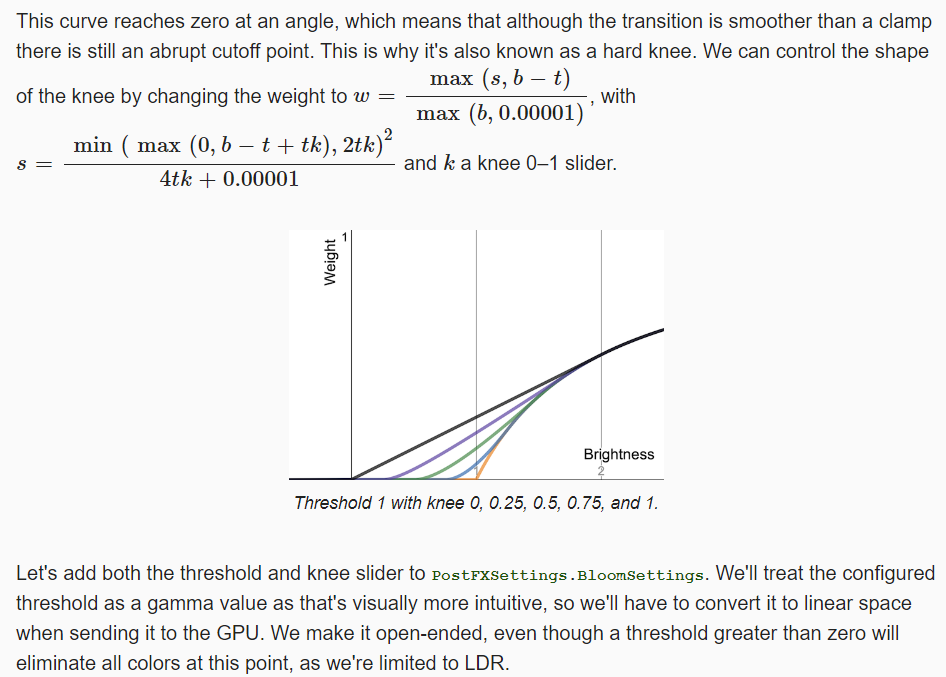 This curve reaches zero at an angle, which means that although the transition is smoother than a clamp
there is still an abrupt cutoff point. This is why it's also known as a hard knee. We can control the shape
of the knee by changing the weight to w = max (s, b − t) / max (b, 0.00001) , with
s = min ( max (0, b − t + tk), 2tk)² / 4tk + 0.00001 and k a knee 0–1 slider.
Weight
1
Brightness
1
2
Threshold 1 with knee 0, 0.25, 0.5, 0.75, and 1.
Let's add both the threshold and knee slider to PostFXSettings.BloomSettings. We'll treat the configured
threshold as a gamma value as that's visually more intuitive, so we'll have to convert it to linear space
when sending it to the GPU. We make it open-ended, even though a threshold greater than zero will
eliminate all colors at this point, as we're limited to LDR.